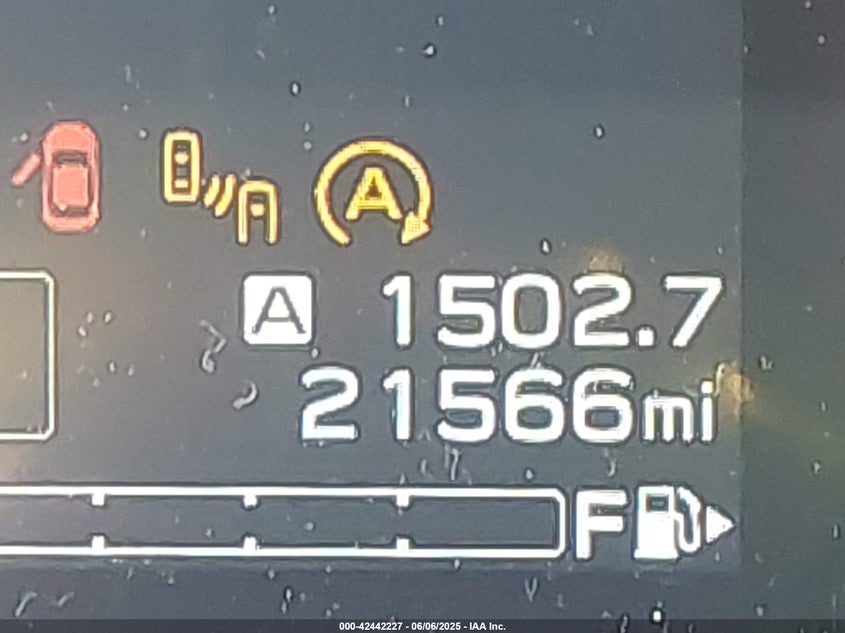 A
A 1502.7
21566mi
F
000-42442227 - 06/06/2025 - IAA Inc.